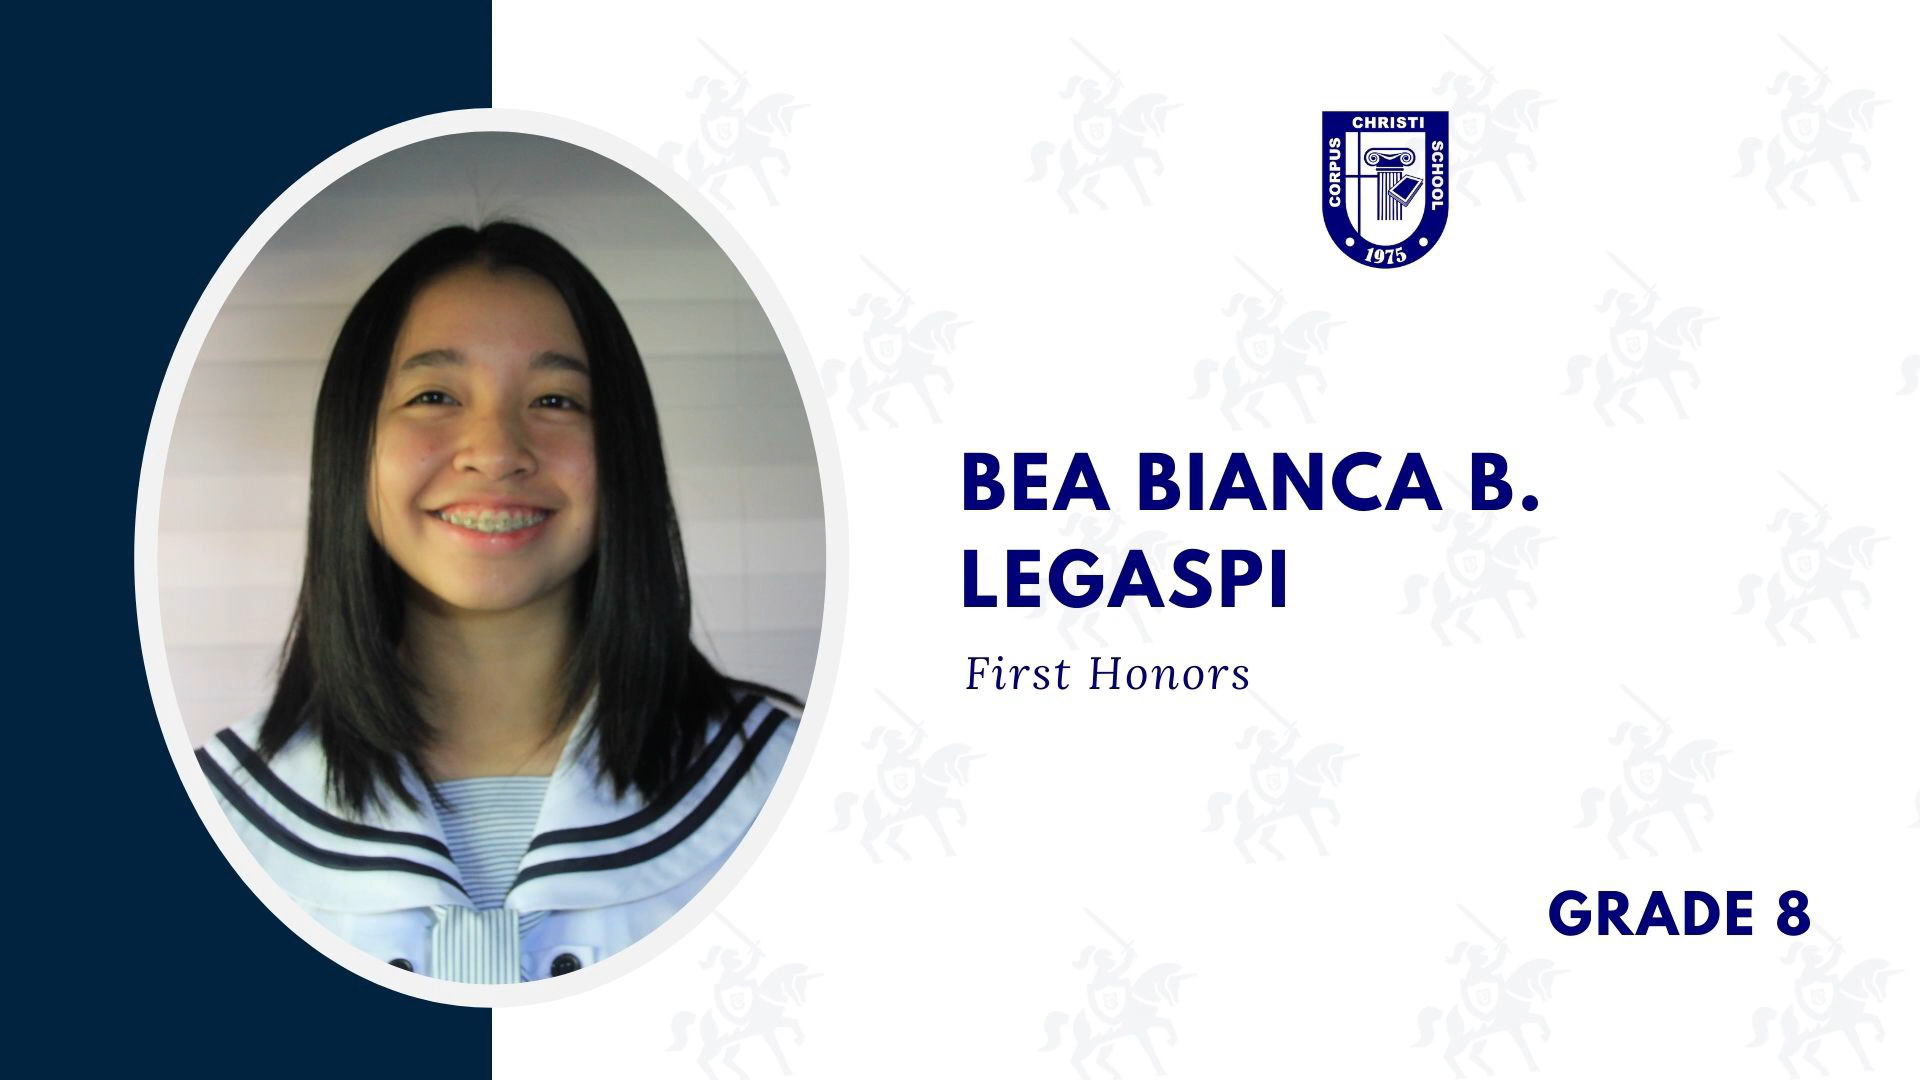 CORPUS
CHRISTI
SCHOOL
1975
BEA BIANCA B.
LEGASPI
First Honors
GRADE 8